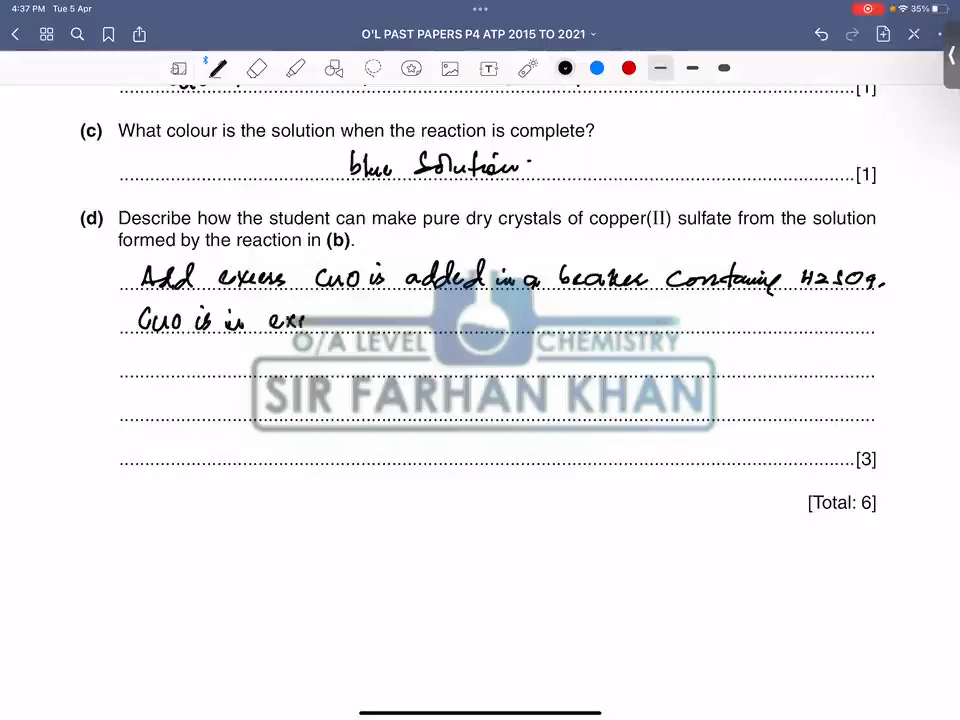 4:37 PM Tue 5 Apr
35%
O'L PAST PAPERS P4 ATP 2015 TO 2021
[1]
(c) What colour is the solution when the reaction is complete?
blue solution. [1]
(d) Describe how the student can make pure dry crystals of copper(II) sulfate from the solution
formed by the reaction in (b).
Add excess CuO is added in a beaker containing H2SO4.
CuO is in exc
O/A LEVEL CHEMISTRY
SIR FARHAN KHAN
[3]
[Total: 6]